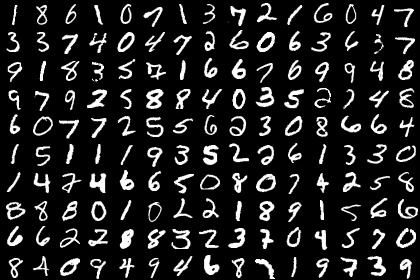 1 8 6 1 0 7 1 3 7 2 1 6 0 4 7
3 3 7 4 0 4 7 2 6 0 6 3 6 3 7
9 1 8 3 5 7 1 6 6 7 6 9 9 4 8
9 7 9 2 5 8 8 4 0 3 5 2 7 4 8
6 0 7 7 2 5 5 6 2 3 0 8 6 6 4
1 5 1 1 1 9 3 5 2 2 6 1 3 3 0
1 4 7 4 6 6 5 0 8 0 7 4 2 5 8
8 8 8 0 1 0 2 2 1 8 9 1 5 6 6
6 6 2 2 8 8 3 2 3 7 0 4 5 7 0
8 4 0 9 4 9 4 6 8 7 1 9 7 3 9